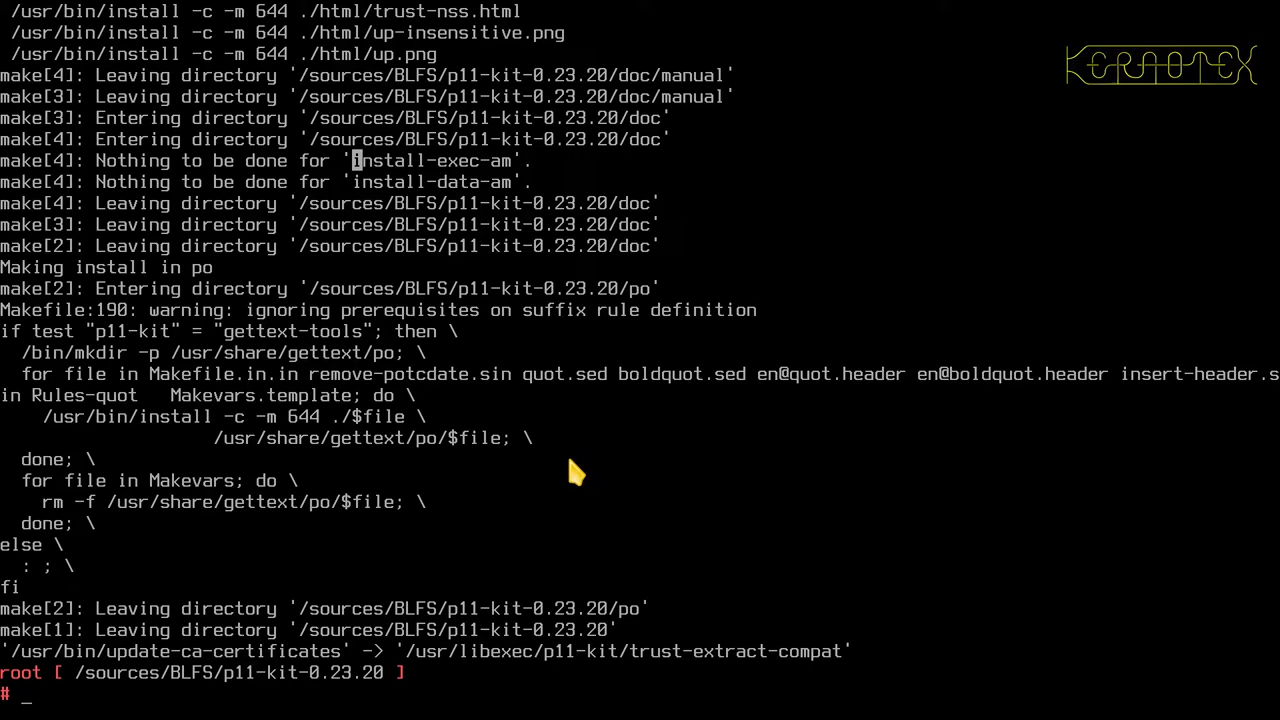 /usr/bin/install -c -m 644 ./html/trust-nss.html
KERNOTEX
/usr/bin/install -c -m 644 ./html/up-insensitive.png
/usr/bin/install -c -m 644 ./html/up.png
make[4]: Leaving directory '/sources/BLFS/p11-kit-0.23.20/doc/manual'
make[3]: Leaving directory '/sources/BLFS/p11-kit-0.23.20/doc/manual'
make[3]: Entering directory '/sources/BLFS/p11-kit-0.23.20/doc'
make[4]: Entering directory '/sources/BLFS/p11-kit-0.23.20/doc'
make[4]: Nothing to be done for 'install-exec-am'.
make[4]: Nothing to be done for 'install-data-am'.
make[4]: Leaving directory '/sources/BLFS/p11-kit-0.23.20/doc'
make[3]: Leaving directory '/sources/BLFS/p11-kit-0.23.20/doc'
make[2]: Leaving directory '/sources/BLFS/p11-kit-0.23.20/doc'
Making install in po
make[2]: Entering directory '/sources/BLFS/p11-kit-0.23.20/po'
Makefile:190: warning: ignoring prerequisites on suffix rule definition
if test "p11-kit" = "gettext-tools"; then \
/bin/mkdir -p /usr/share/gettext/po; \
for file in Makefile.in.in remove-potcdate.sin quot.sed boldquot.sed en@quot.header en@boldquot.header insert-header.s
in Rules-quot   Makevars.template; do \
/usr/bin/install -c -m 644 ./$file \
/usr/share/gettext/po/$file; \
done; \
for file in Makevars; do \
rm -f /usr/share/gettext/po/$file; \
done; \
else \
: ; \
fi
make[2]: Leaving directory '/sources/BLFS/p11-kit-0.23.20/po'
make[1]: Leaving directory '/sources/BLFS/p11-kit-0.23.20'
'/usr/bin/update-ca-certificates' -> '/usr/libexec/p11-kit/trust-extract-compat'
root [ /sources/BLFS/p11-kit-0.23.20 ]
# _